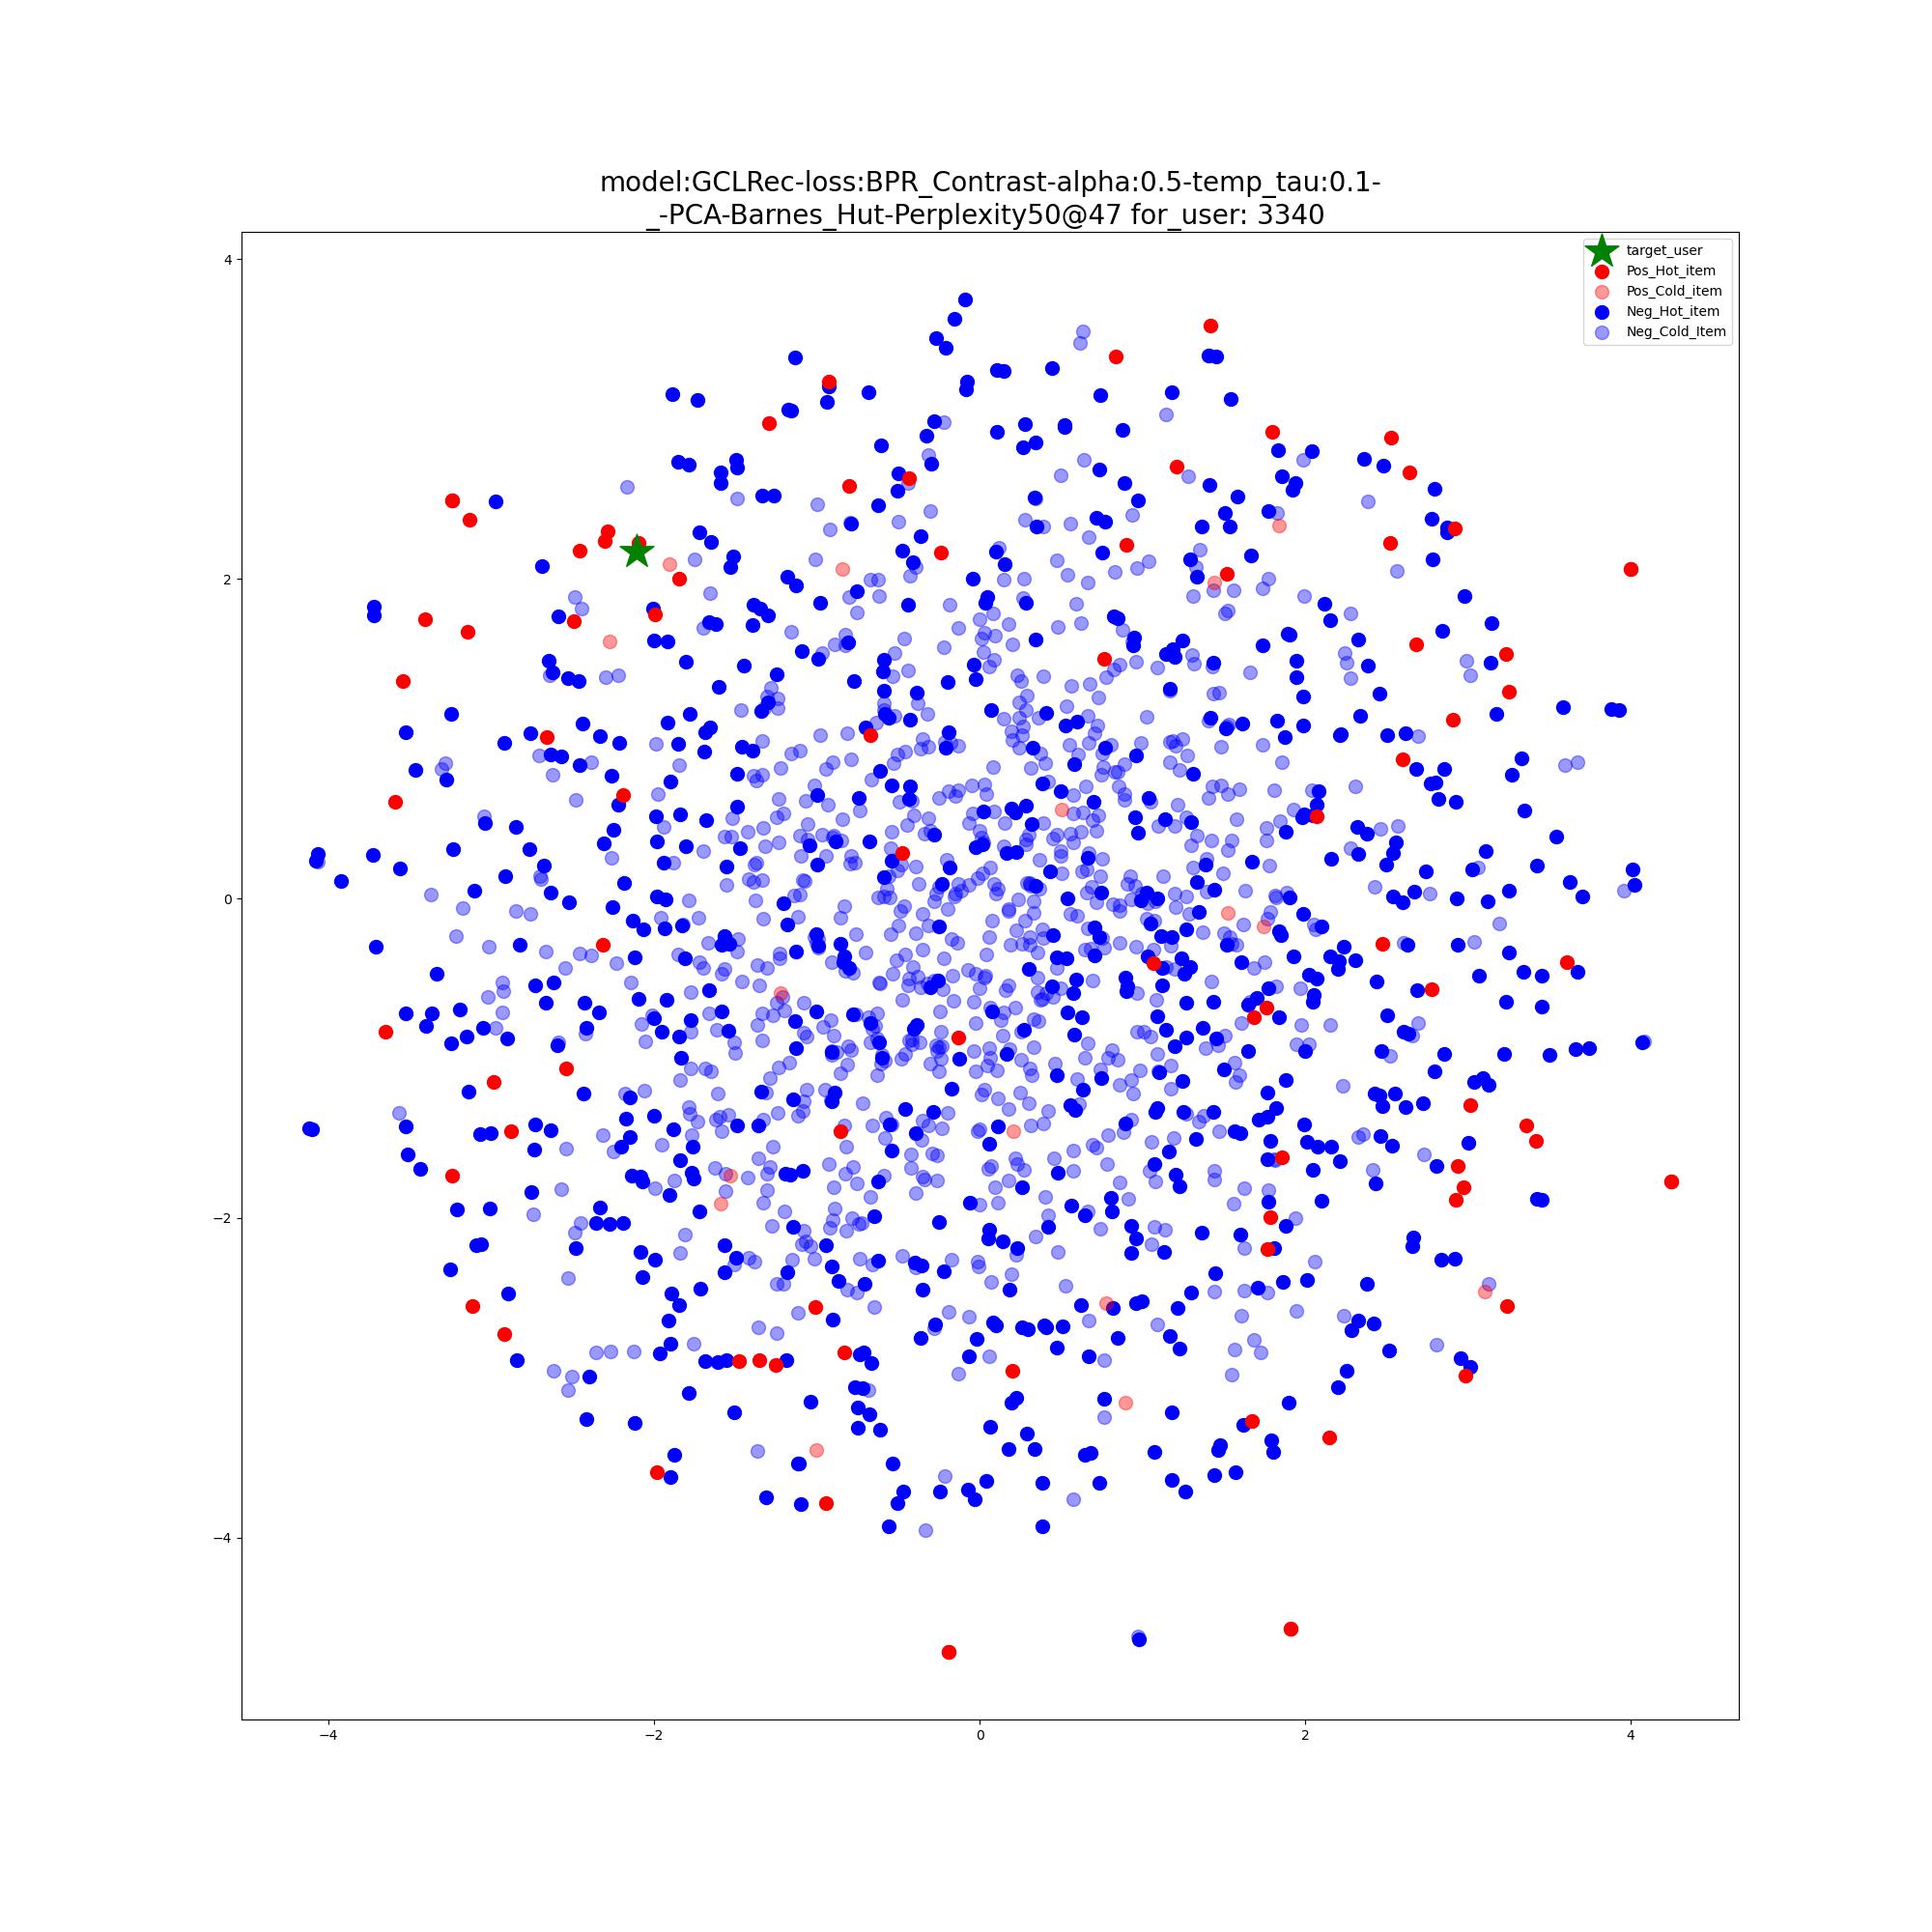 model:GCLRec-loss:BPR_Contrast-alpha:0.5-temp_tau:0.1-
_-PCA-Barnes_Hut-Perplexity50@47 for_user: 3340
target_user
Pos_Hot_item
Pos_Cold_item
Neg_Hot_item
Neg_Cold_Item
4
2
0
−2
−4
−4
−2
0
2
4